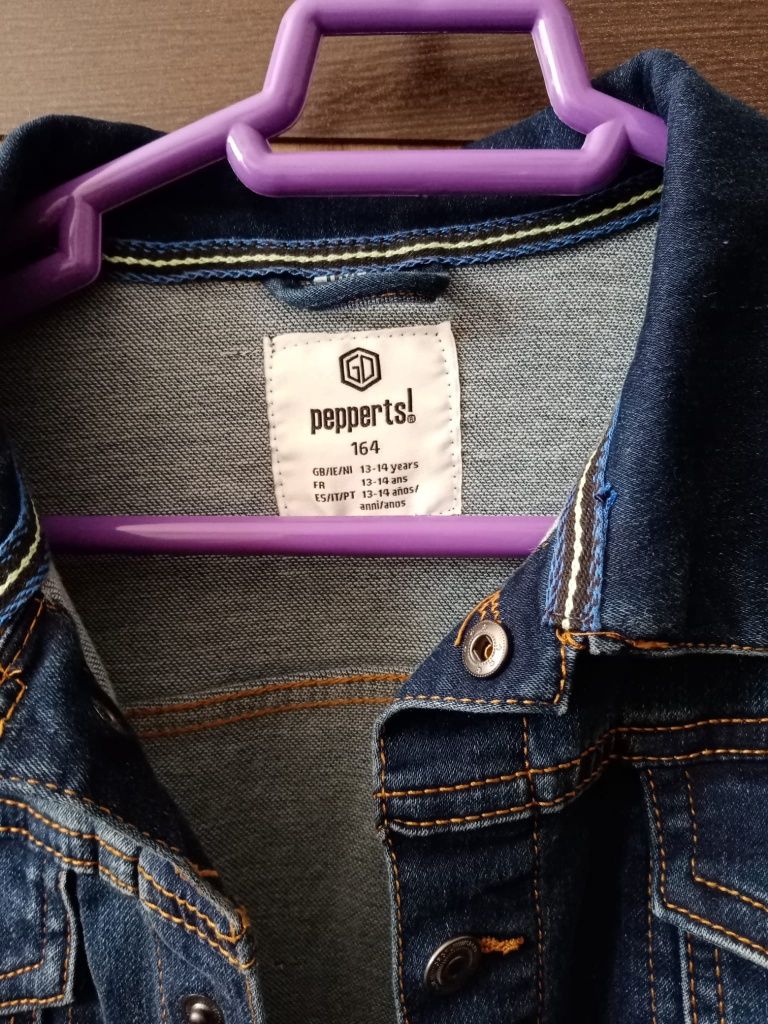 GD
pepperts!
164
GB/IE/NI 13-14 years
FR 13-14 ans
ES/IT/PT 13-14 años/
anni/anos